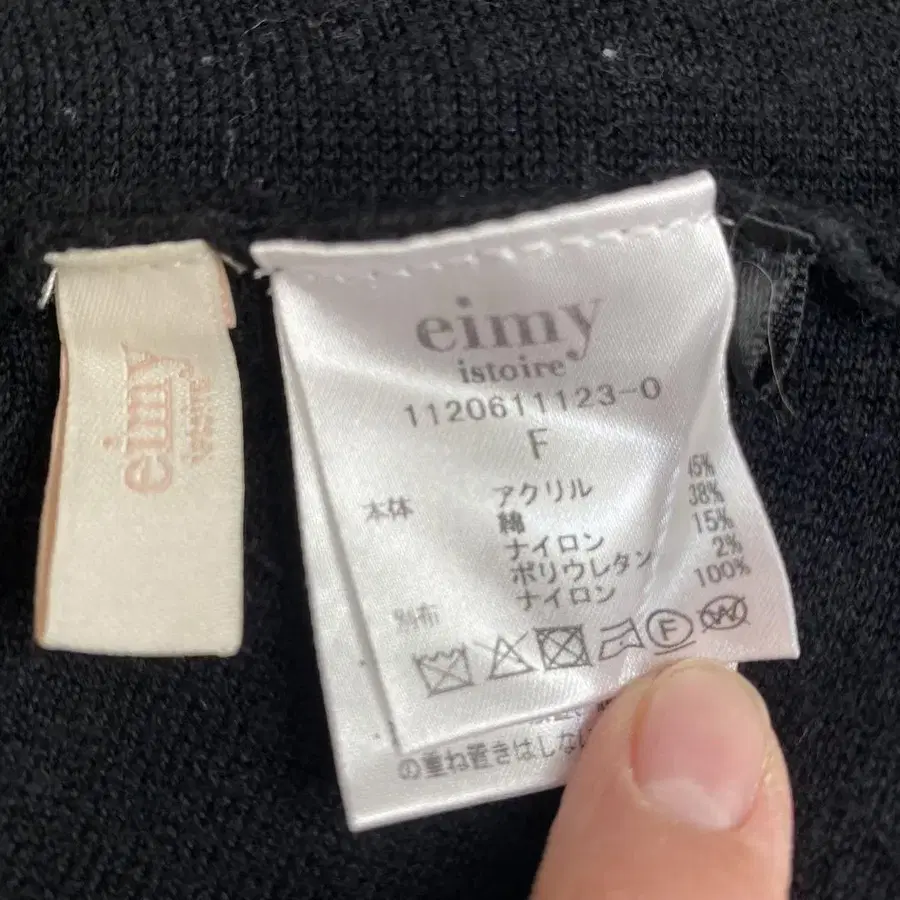 eimy
istoire
eimy
istoire
1120611123-0
F
本体 アクリル 45%
綿 38%
ナイロン 15%
ポリウレタン 2%
別布 ナイロン 100%
F
W
の重ね置きはしな